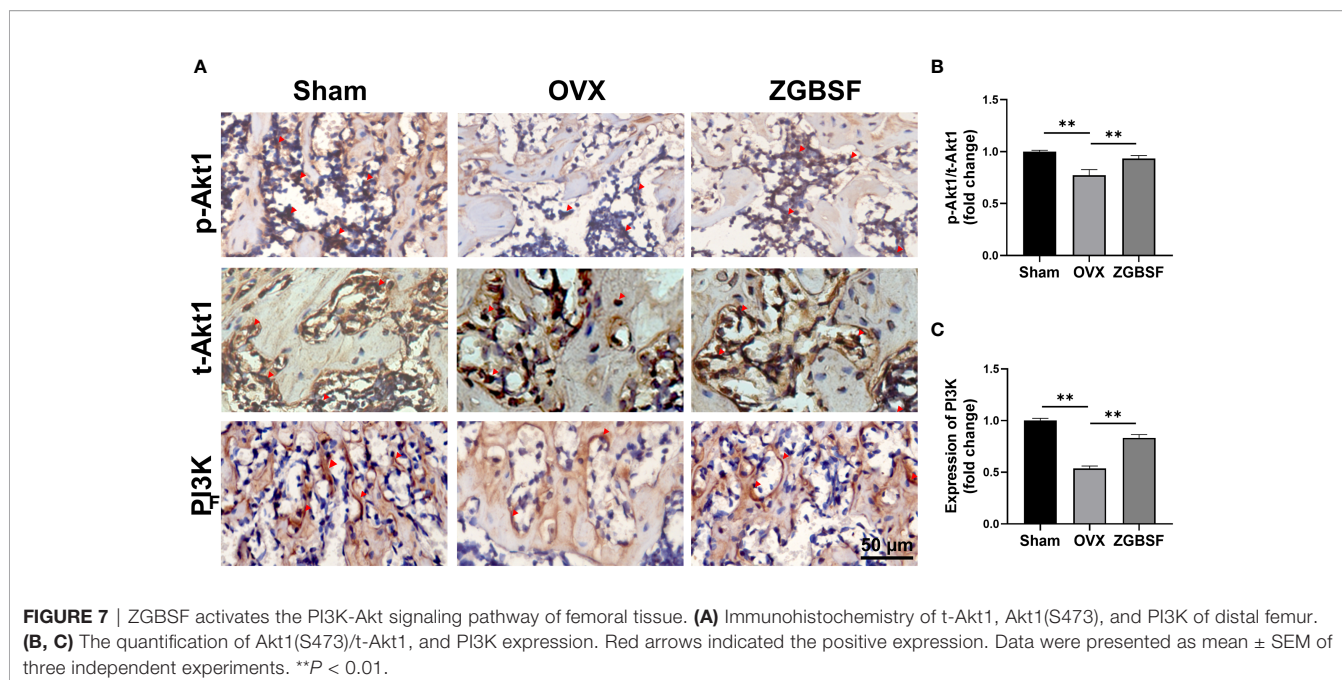 A
Sham OVX ZGBSF
p-Akt1
t-Akt1
PI3K
F
50 µm
B
1.5
1.0
0.5
0.0
p-Akt1/t-Akt1
(fold change)
** **
Sham OVX ZGBSF
C
1.5
1.0
0.5
0.0
Expression of PI3K
(fold change)
** **
Sham OVX ZGBSF
FIGURE 7 | ZGBSF activates the PI3K-Akt signaling pathway of femoral tissue. (A) Immunohistochemistry of t-Akt1, Akt1(S473), and PI3K of distal femur.
(B, C) The quantification of Akt1(S473)/t-Akt1, and PI3K expression. Red arrows indicated the positive expression. Data were presented as mean ± SEM of
three independent experiments. **P < 0.01.